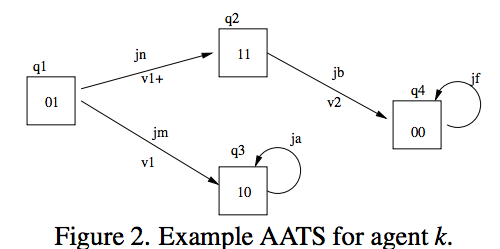 q2
jn
11
q1
v1+
jb
jf
01
v2
q4
jm
00
q3
ja
v1
10
Figure 2. Example AATS for agent k.